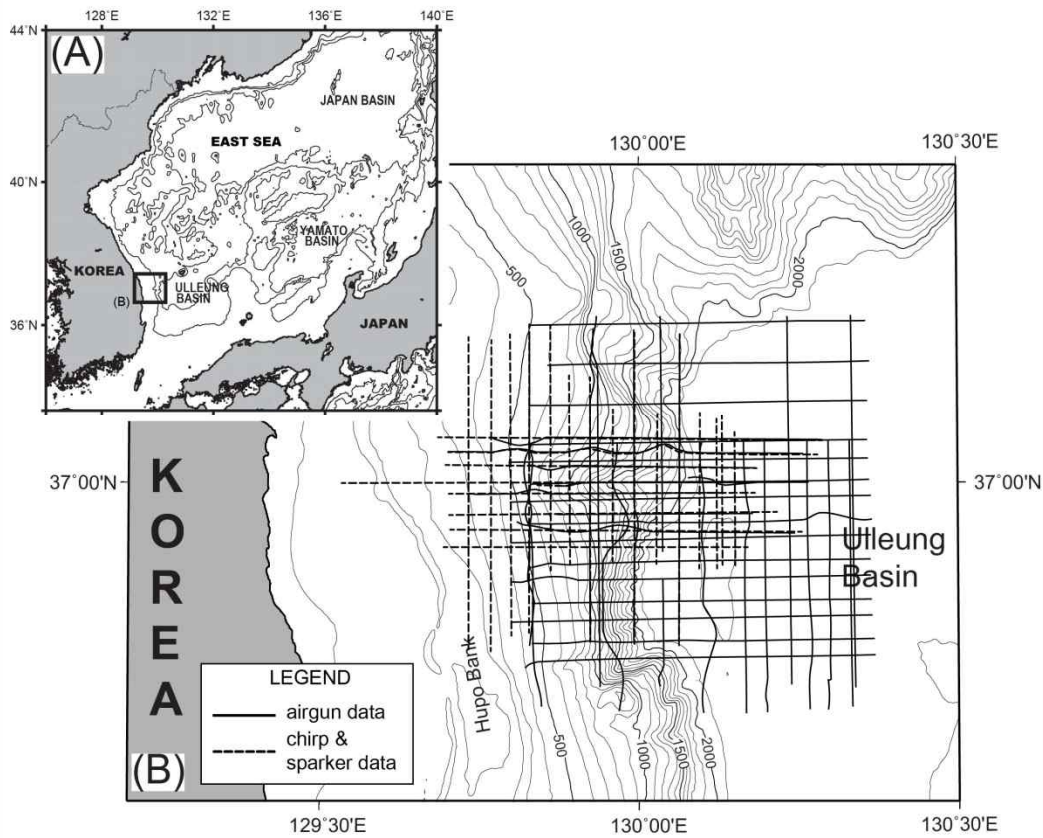 128˚E
132˚E
136˚E
140˚E
44˚N
(A)
JAPAN BASIN
EAST SEA
40˚N
YAMATO
BASIN
KOREA
ULLEUNG
BASIN
(B)
36˚N
JAPAN
130˚00'E
130˚30'E
500
1000
1500
2000
37˚00'N
37˚00'N
KOREA
Ulleung
Basin
Hupo Bank
LEGEND
airgun data
chirp &
sparker data
500
1000
1500
2000
(B)
129˚30'E
130˚00'E
130˚30'E